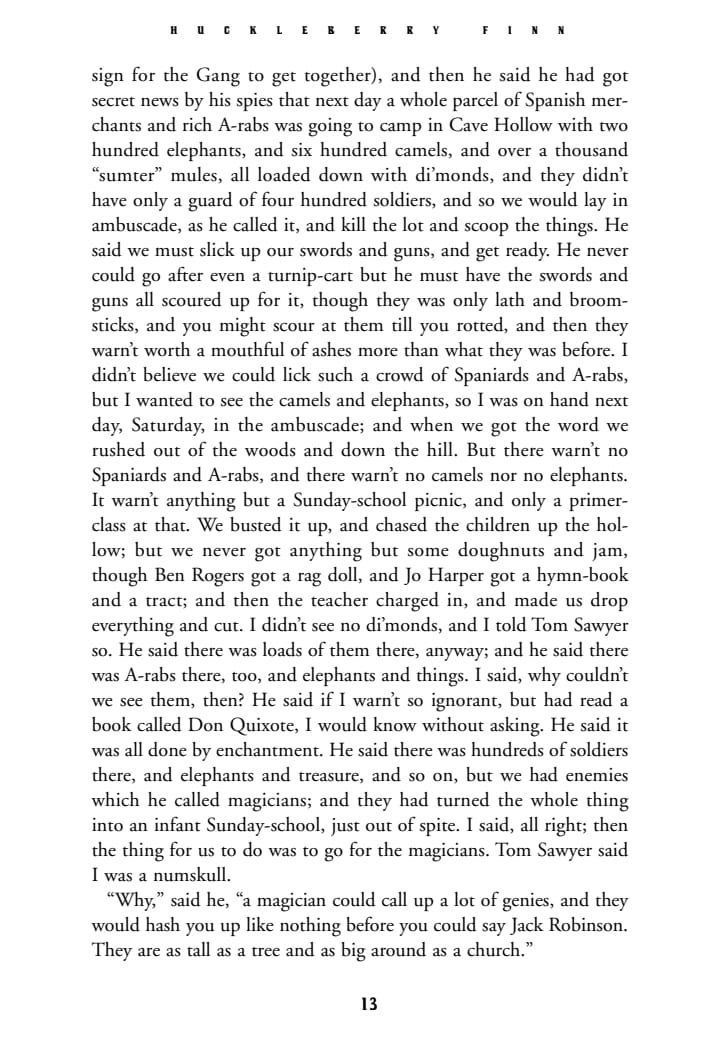 HUCKLEBERRY FINN
sign for the Gang to get together), and then he said he had got
secret news by his spies that next day a whole parcel of Spanish mer-
chants and rich A-rabs was going to camp in Cave Hollow with two
hundred elephants, and six hundred camels, and over a thousand
“sumter” mules, all loaded down with di’monds, and they didn’t
have only a guard of four hundred soldiers, and so we would lay in
ambuscade, as he called it, and kill the lot and scoop the things. He
said we must slick up our swords and guns, and get ready. He never
could go after even a turnip-cart but he must have the swords and
guns all scoured up for it, though they was only lath and broom-
sticks, and you might scour at them till you rotted, and then they
warn’t worth a mouthful of ashes more than what they was before. I
didn’t believe we could lick such a crowd of Spaniards and A-rabs,
but I wanted to see the camels and elephants, so I was on hand next
day, Saturday, in the ambuscade; and when we got the word we
rushed out of the woods and down the hill. But there warn’t no
Spaniards and A-rabs, and there warn’t no camels nor no elephants.
It warn’t anything but a Sunday-school picnic, and only a primer-
class at that. We busted it up, and chased the children up the hol-
low; but we never got anything but some doughnuts and jam,
though Ben Rogers got a rag doll, and Jo Harper got a hymn-book
and a tract; and then the teacher charged in, and made us drop
everything and cut. I didn’t see no di’monds, and I told Tom Sawyer
so. He said there was loads of them there, anyway; and he said there
was A-rabs there, too, and elephants and things. I said, why couldn’t
we see them, then? He said if I warn’t so ignorant, but had read a
book called Don Quixote, I would know without asking. He said it
was all done by enchantment. He said there was hundreds of soldiers
there, and elephants and treasure, and so on, but we had enemies
which he called magicians; and they had turned the whole thing
into an infant Sunday-school, just out of spite. I said, all right; then
the thing for us to do was to go for the magicians. Tom Sawyer said
I was a numskull.
“Why,” said he, “a magician could call up a lot of genies, and they
would hash you up like nothing before you could say Jack Robinson.
They are as tall as a tree and as big around as a church.”
13